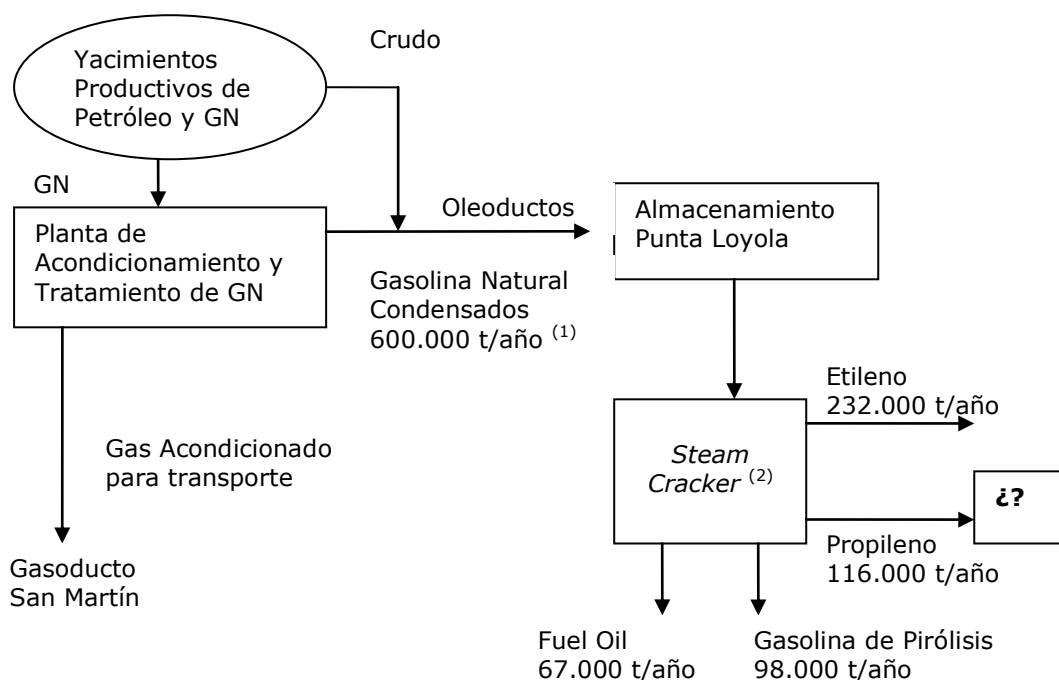 Crudo
Yacimientos
Productivos de
Petróleo y GN
GN
Planta de
Acondicionamiento y
Tratamiento de GN
Oleoductos
Gasolina Natural
Condensados
600.000 t/año (1)
Almacenamiento
Punta Loyola
Gas Acondicionado
para transporte
Gasoducto
San Martín
Steam
Cracker (2)
Etileno
232.000 t/año
¿?
Propileno
116.000 t/año
Fuel Oil
67.000 t/año
Gasolina de Pirólisis
98.000 t/año